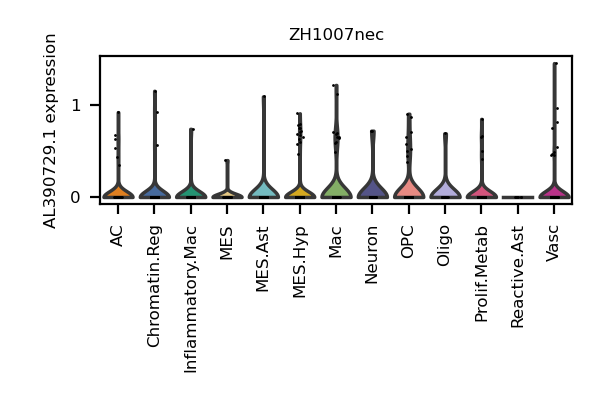 ZH1007nec
AL390729.1 expression
1
0
AC
Chromatin.Reg
Inflammatory.Mac
MES
MES.Ast
MES.Hyp
Mac
Neuron
OPC
Oligo
Prolif.Metab
Reactive.Ast
Vasc